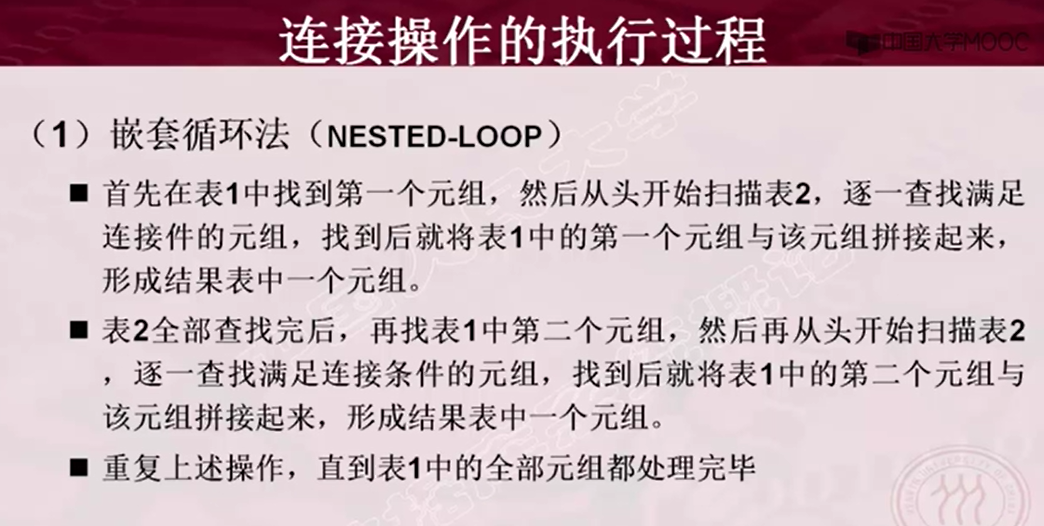 连接操作的执行过程
中国大学MOOC
（1）嵌套循环法（NESTED-LOOP）
■ 首先在表1中找到第一个元组，然后从头开始扫描表2，逐一查找满足
连接件的元组，找到后就将表1中的第一个元组与该元组拼接起来，
形成结果表中一个元组。
■ 表2全部查找完后，再找表1中第二个元组，然后再从头开始扫描表2
，逐一查找满足连接条件的元组，找到后就将表1中的第二个元组与
该元组拼接起来，形成结果表中一个元组。
■ 重复上述操作，直到表1中的全部元组都处理完毕